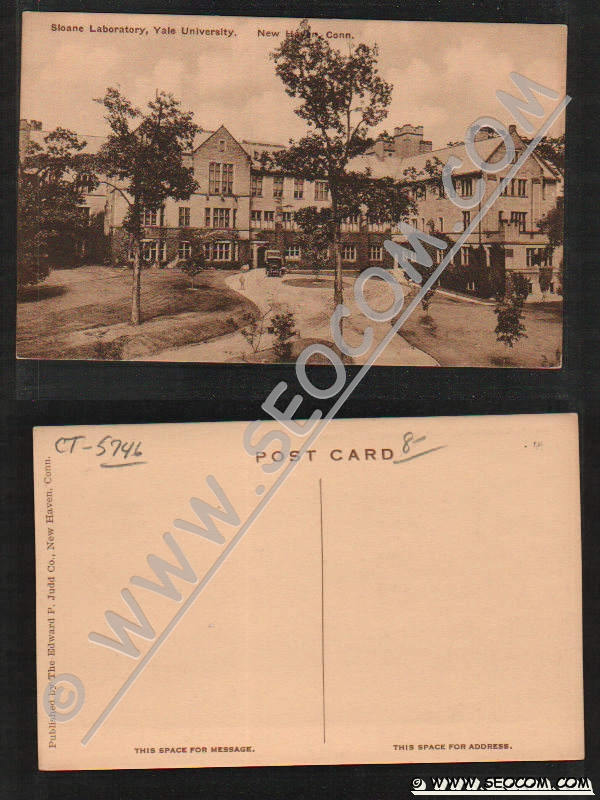 Sloane Laboratory, Yale University. New Haven, Conn.
© WWW.SEOCOM.COM
CT-5746
POST CARD
8-
Published by The Edward P. Judd Co., New Haven, Conn.
THIS SPACE FOR MESSAGE.
THIS SPACE FOR ADDRESS.
© WWW.SEOCOM.COM